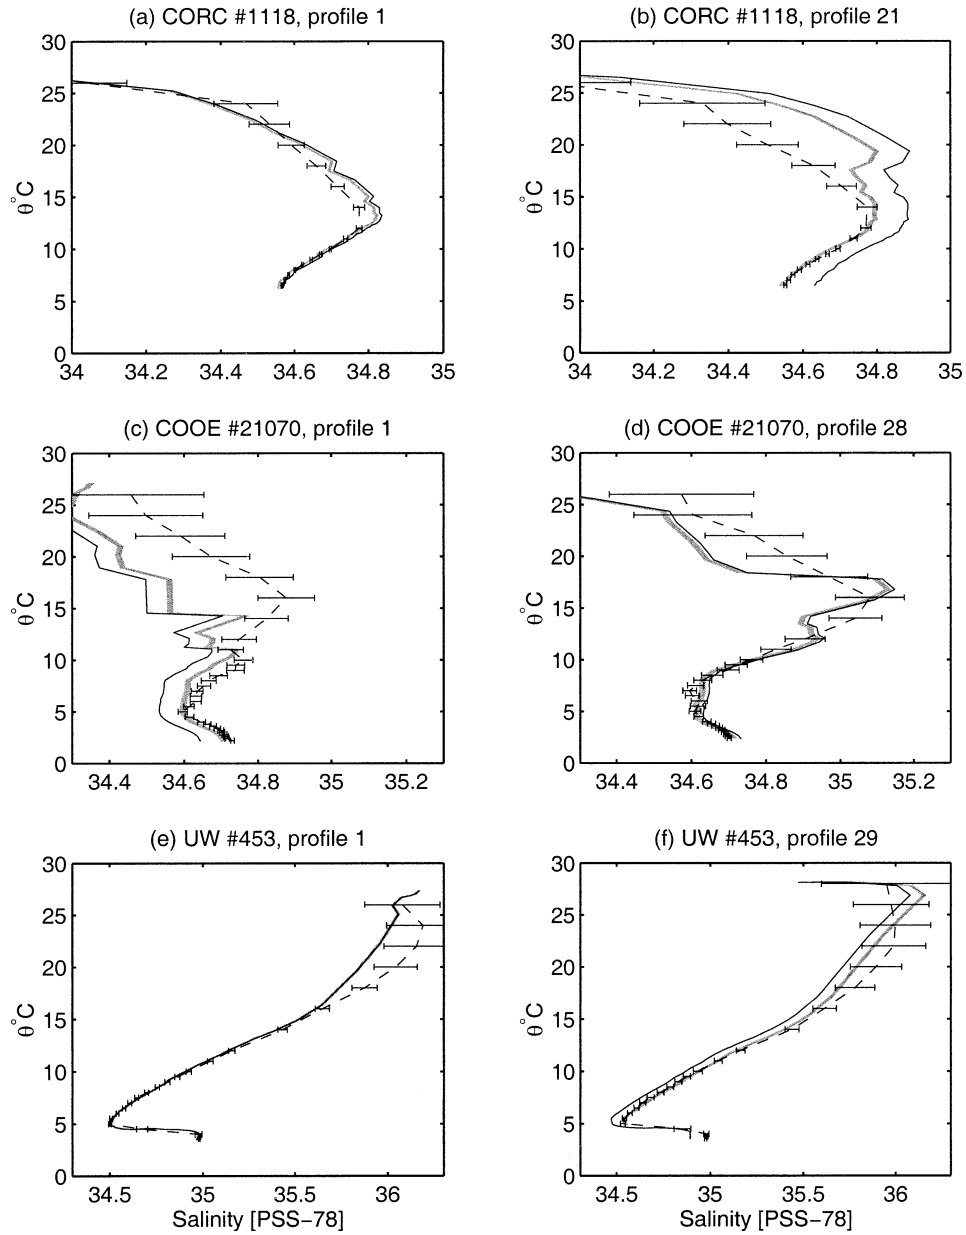 (a) CORC #1118, profile 1
30
25
20
15
10
5
0
θ°C
34 34.2 34.4 34.6 34.8 35
(b) CORC #1118, profile 21
30
25
20
15
10
5
0
θ°C
34 34.2 34.4 34.6 34.8 35
(c) COOE #21070, profile 1
30
25
20
15
10
5
0
θ°C
34.4 34.6 34.8 35 35.2
(d) COOE #21070, profile 28
30
25
20
15
10
5
0
θ°C
34.4 34.6 34.8 35 35.2
(e) UW #453, profile 1
30
25
20
15
10
5
0
θ°C
34.5 35 35.5 36
Salinity [PSS−78]
(f) UW #453, profile 29
30
25
20
15
10
5
0
θ°C
34.5 35 35.5 36
Salinity [PSS−78]